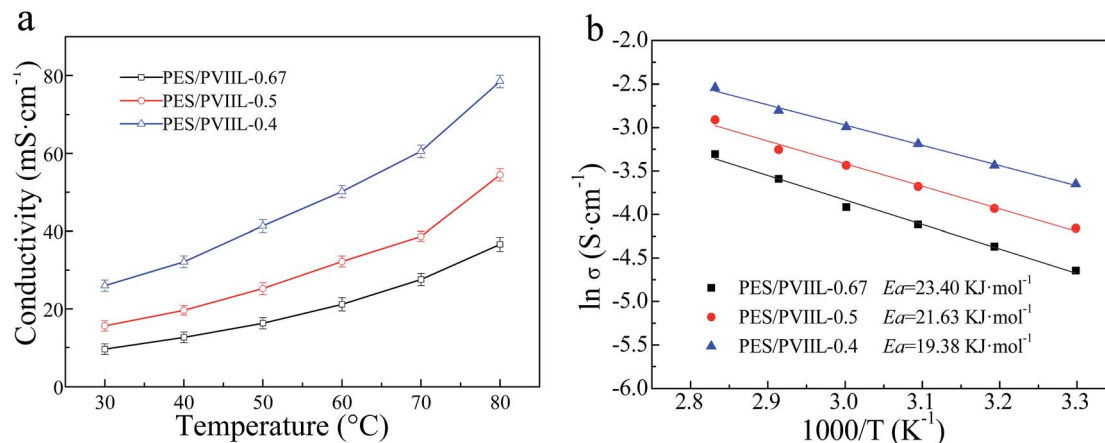 a
Conductivity (mS·cm⁻¹)
80
60
40
20
0
PES/PVIIL-0.67
PES/PVIIL-0.5
PES/PVIIL-0.4
30 40 50 60 70 80
Temperature (°C)
b
ln σ (S·cm⁻¹)
-2.0
-2.5
-3.0
-3.5
-4.0
-4.5
-5.0
-5.5
-6.0
PES/PVIIL-0.67 Ea=23.40 KJ·mol⁻¹
PES/PVIIL-0.5 Ea=21.63 KJ·mol⁻¹
PES/PVIIL-0.4 Ea=19.38 KJ·mol⁻¹
2.8 2.9 3.0 3.1 3.2 3.3
1000/T (K⁻¹)